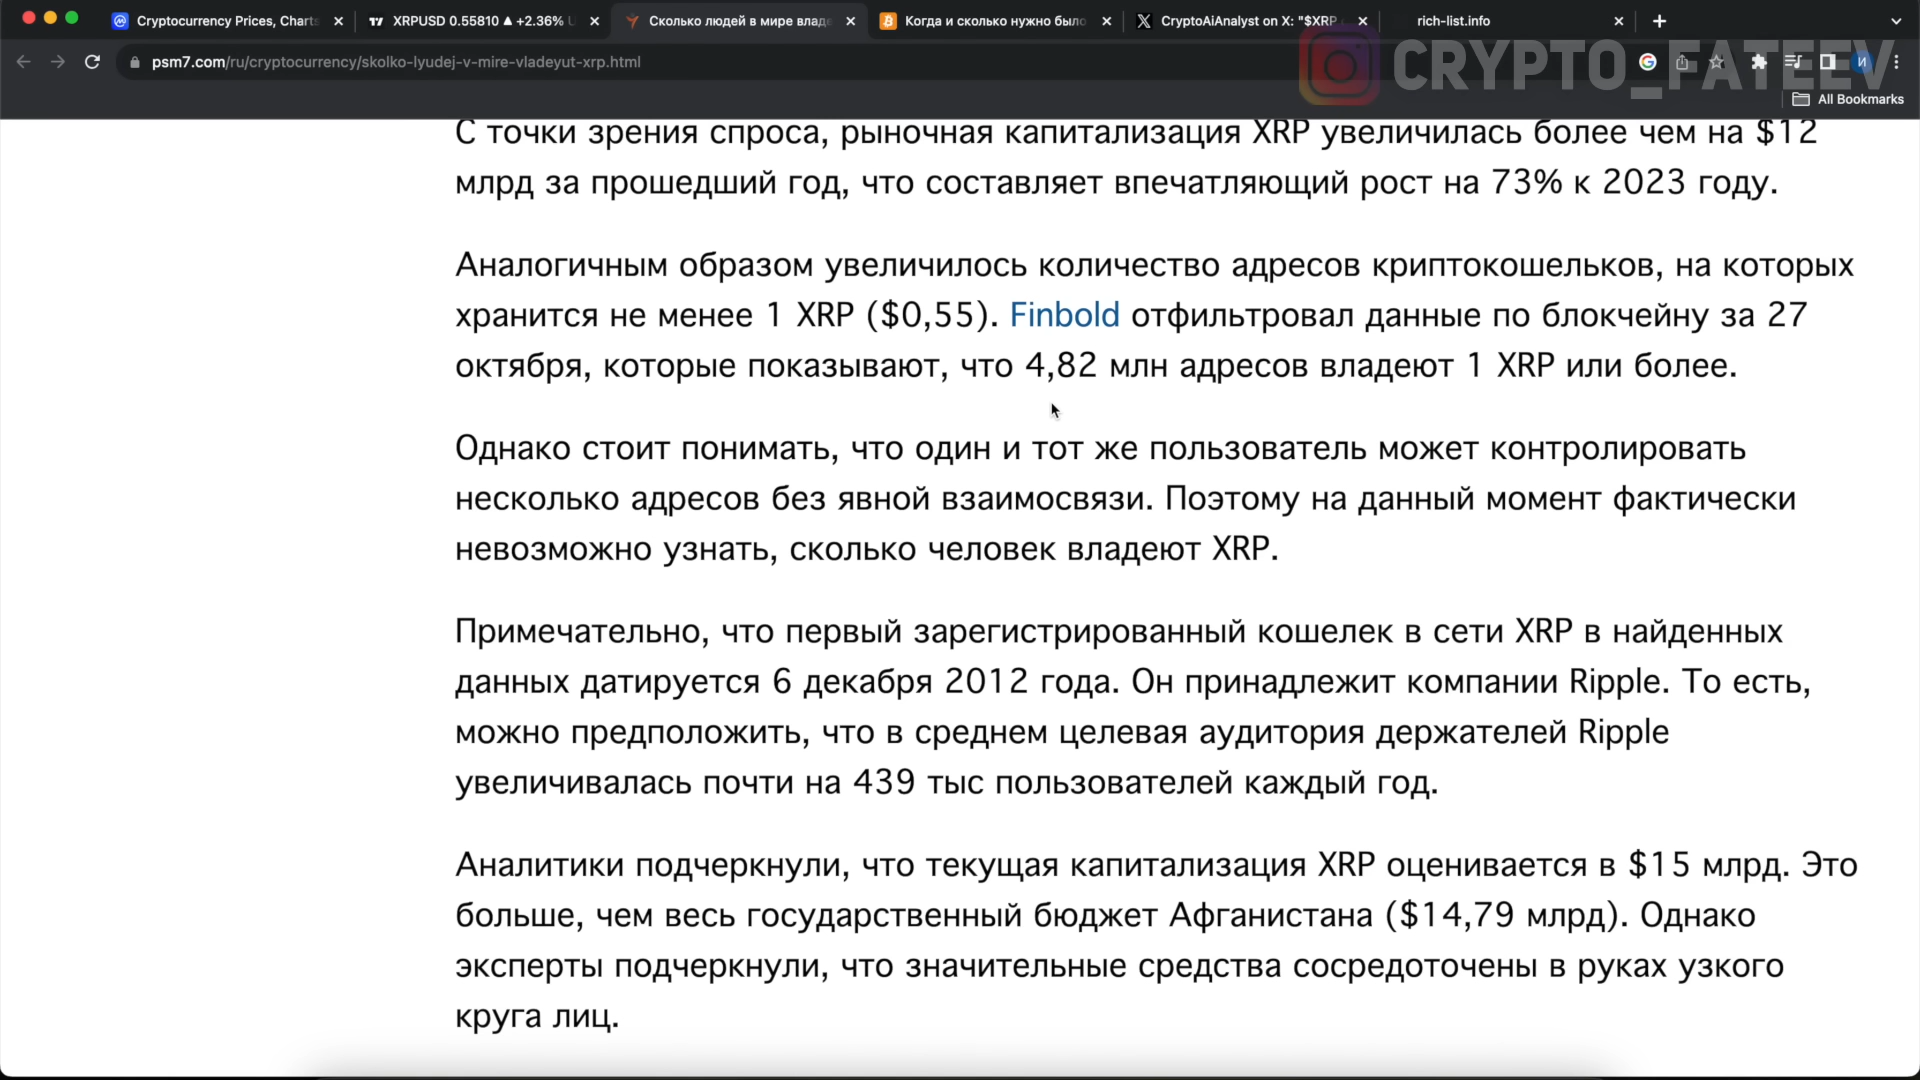 Cryptocurrency Prices, Charts
XRPUSD 0.55810 ▲ +2.36%
Сколько людей в мире владе
Когда и сколько нужно было
CryptoAiAnalyst on X: "$XRP
rich-list.info
psm7.com/ru/cryptocurrency/skolko-lyudej-v-mire-vladeyut-xrp.html
CRYPTO_FATEEV
All Bookmarks
С точки зрения спроса, рыночная капитализация XRP увеличилась более чем на $12
млрд за прошедший год, что составляет впечатляющий рост на 73% к 2023 году.
Аналогичным образом увеличилось количество адресов криптокошельков, на которых
хранится не менее 1 XRP ($0,55). Finbold отфильтровал данные по блокчейну за 27
октября, которые показывают, что 4,82 млн адресов владеют 1 XRP или более.
Однако стоит понимать, что один и тот же пользователь может контролировать
несколько адресов без явной взаимосвязи. Поэтому на данный момент фактически
невозможно узнать, сколько человек владеют XRP.
Примечательно, что первый зарегистрированный кошелек в сети XRP в найденных
данных датируется 6 декабря 2012 года. Он принадлежит компании Ripple. То есть,
можно предположить, что в среднем целевая аудитория держателей Ripple
увеличивалась почти на 439 тыс пользователей каждый год.
Аналитики подчеркнули, что текущая капитализация XRP оценивается в $15 млрд. Это
больше, чем весь государственный бюджет Афганистана ($14,79 млрд). Однако
эксперты подчеркнули, что значительные средства сосредоточены в руках узкого
круга лиц.